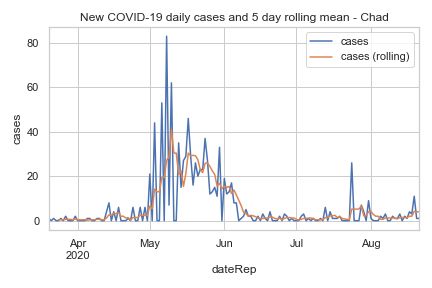 New COVID-19 daily cases and 5 day rolling mean - Chad
cases
cases (rolling)
80
60
40
20
0
cases
Apr
2020
May
Jun
Jul
Aug
dateRep